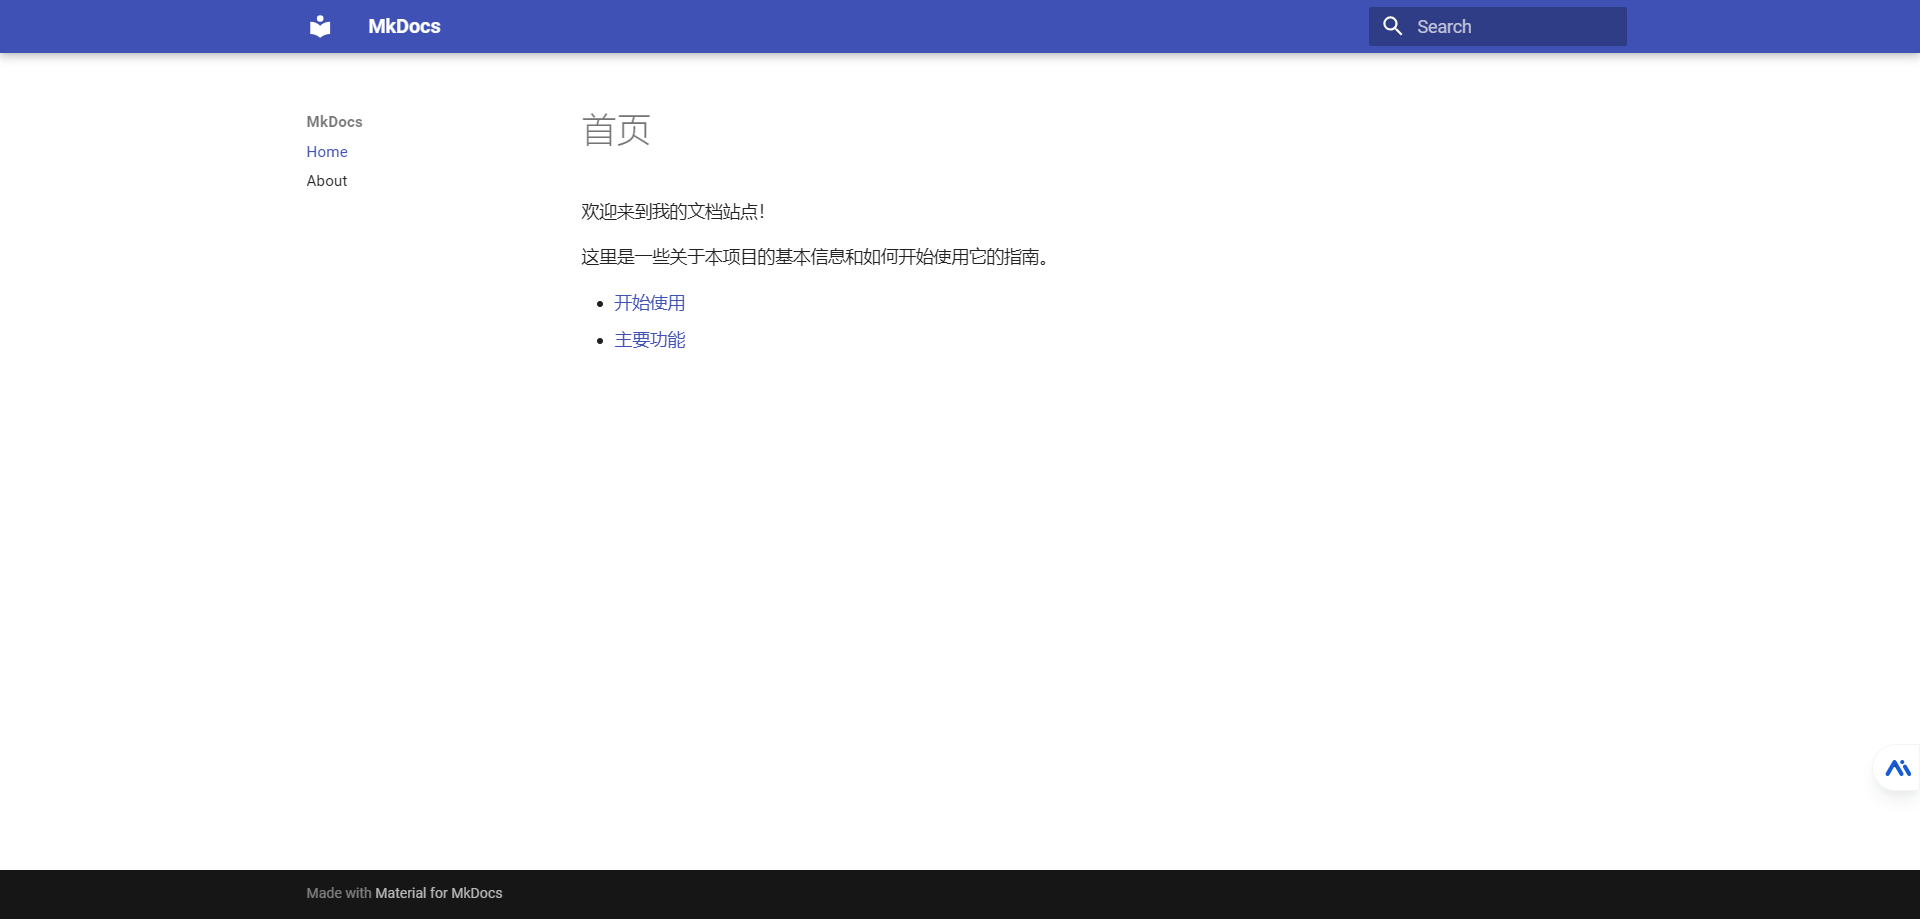 MkDocs
Search
MkDocs
Home
About
首页
欢迎来到我的文档站点！
这里是一些关于本项目的基本信息和如何开始使用它的指南。
开始使用
主要功能
Made with Material for MkDocs